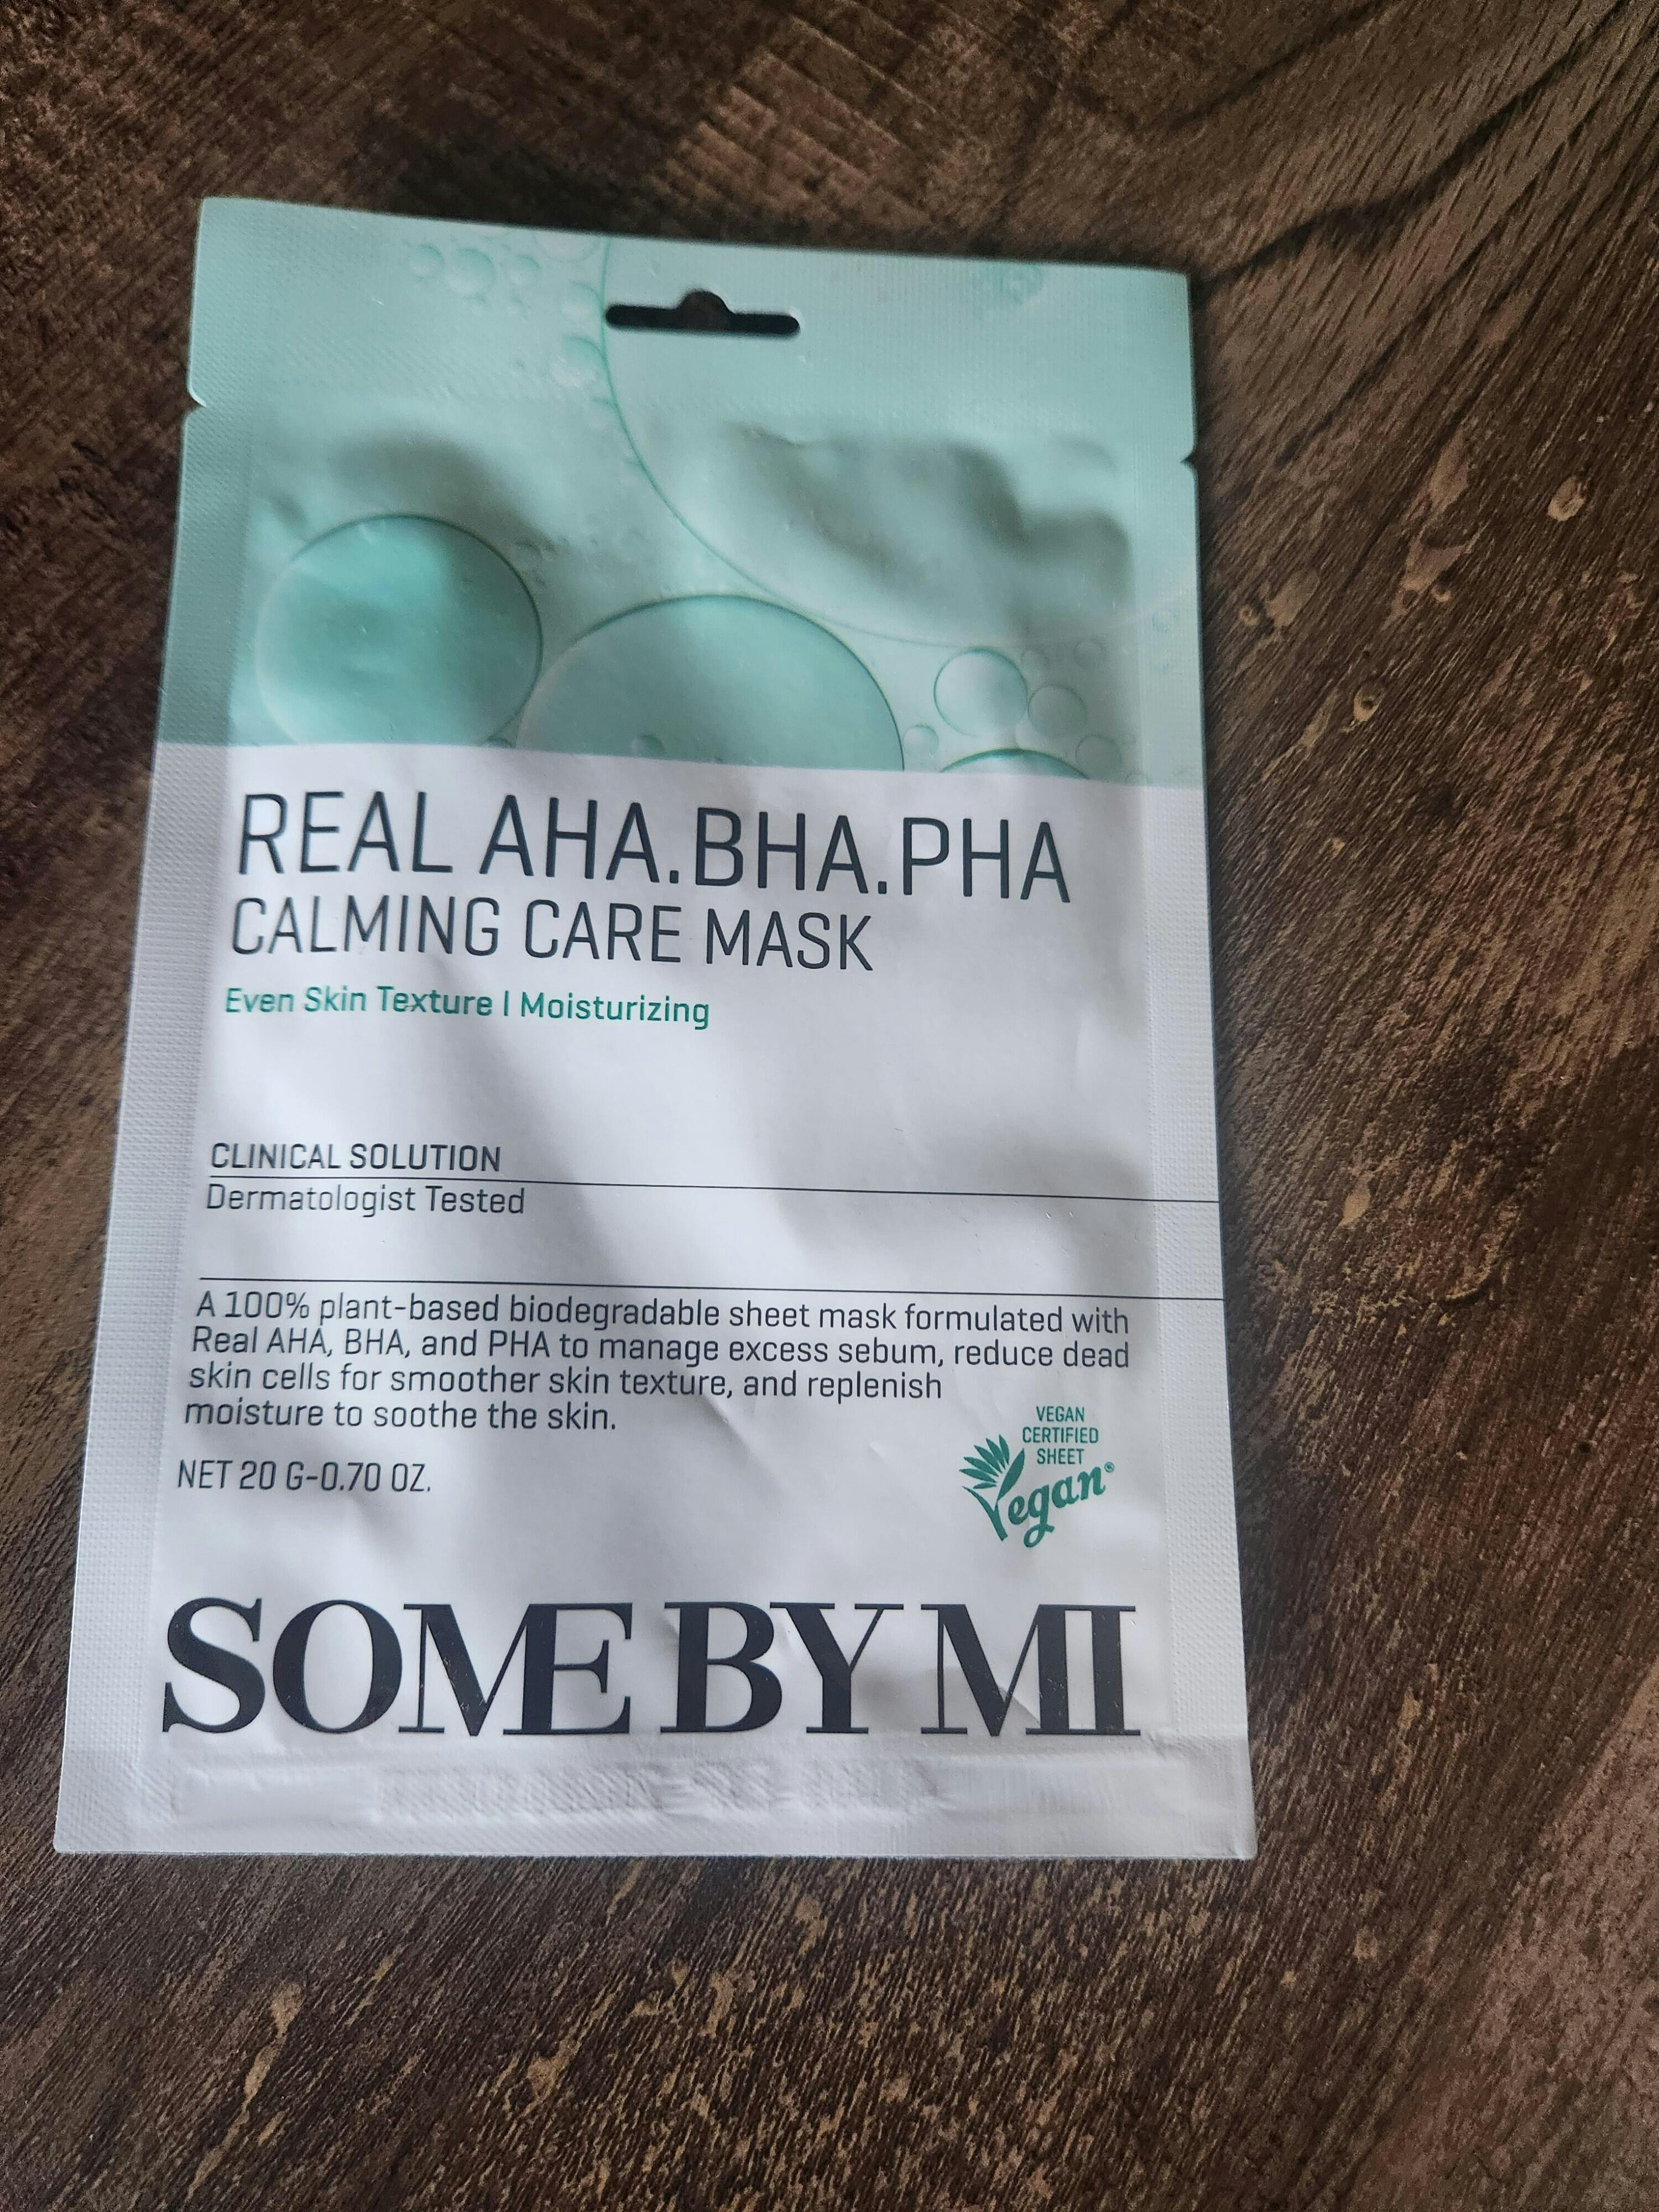 REAL AHA.BHA.PHA
CALMING CARE MASK
Even Skin Texture | Moisturizing
CLINICAL SOLUTION
Dermatologist Tested
A 100% plant-based biodegradable sheet mask formulated with
Real AHA, BHA, and PHA to manage excess sebum, reduce dead
skin cells for smoother skin texture, and replenish
moisture to soothe the skin.
NET 20 G-0.70 OZ.
VEGAN
CERTIFIED
SHEET
Vegan®
SOME BY MI